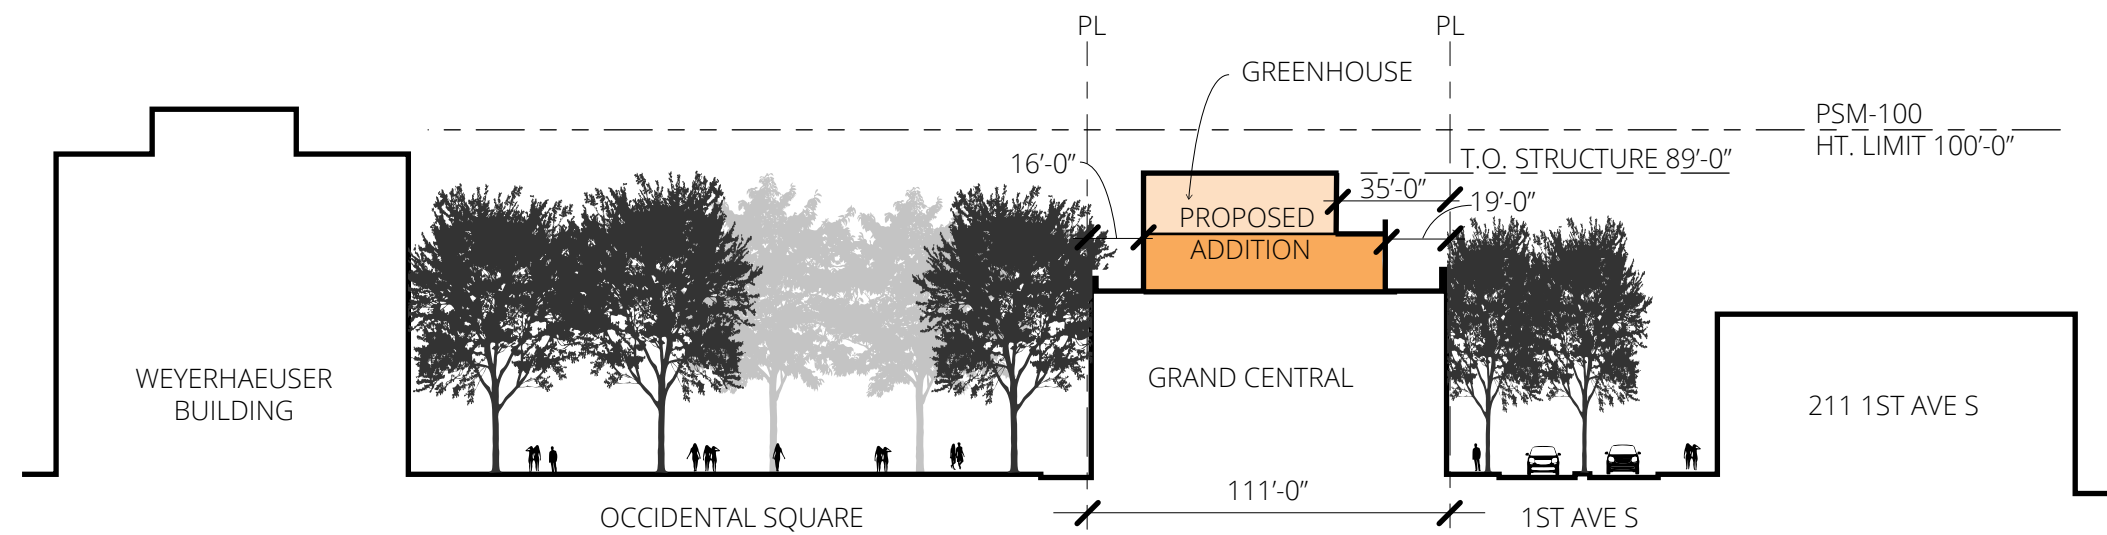 PL
PL
GREENHOUSE
PSM-100
HT. LIMIT 100'-0"
16'-0"
T.O. STRUCTURE 89'-0"
35'-0"
19'-0"
PROPOSED
ADDITION
WEYERHAEUSER
BUILDING
GRAND CENTRAL
211 1ST AVE S
111'-0"
OCCIDENTAL SQUARE
1ST AVE S